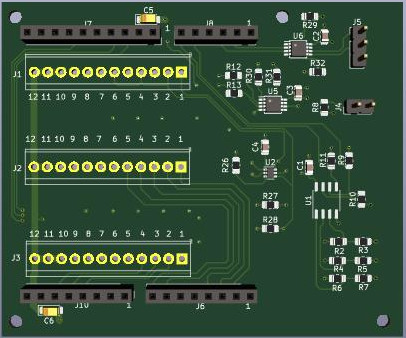 C5
J7
1
J8
1
R29
J5
U6
C2
R12
R30
R31
R32
J1
R13
C3
U5
R8
J4
12 11 10 9 8 7 6 5 4 3 2 1
12 11 10 9 8 7 6 5 4 3 2 1
C4
J2
R26
U2
C1
R11
R9
R27
U1
R10
R28
12 11 10 9 8 7 6 5 4 3 2 1
J3
R2
R3
R4
R5
R6
R7
J10
1
J6
1
C6